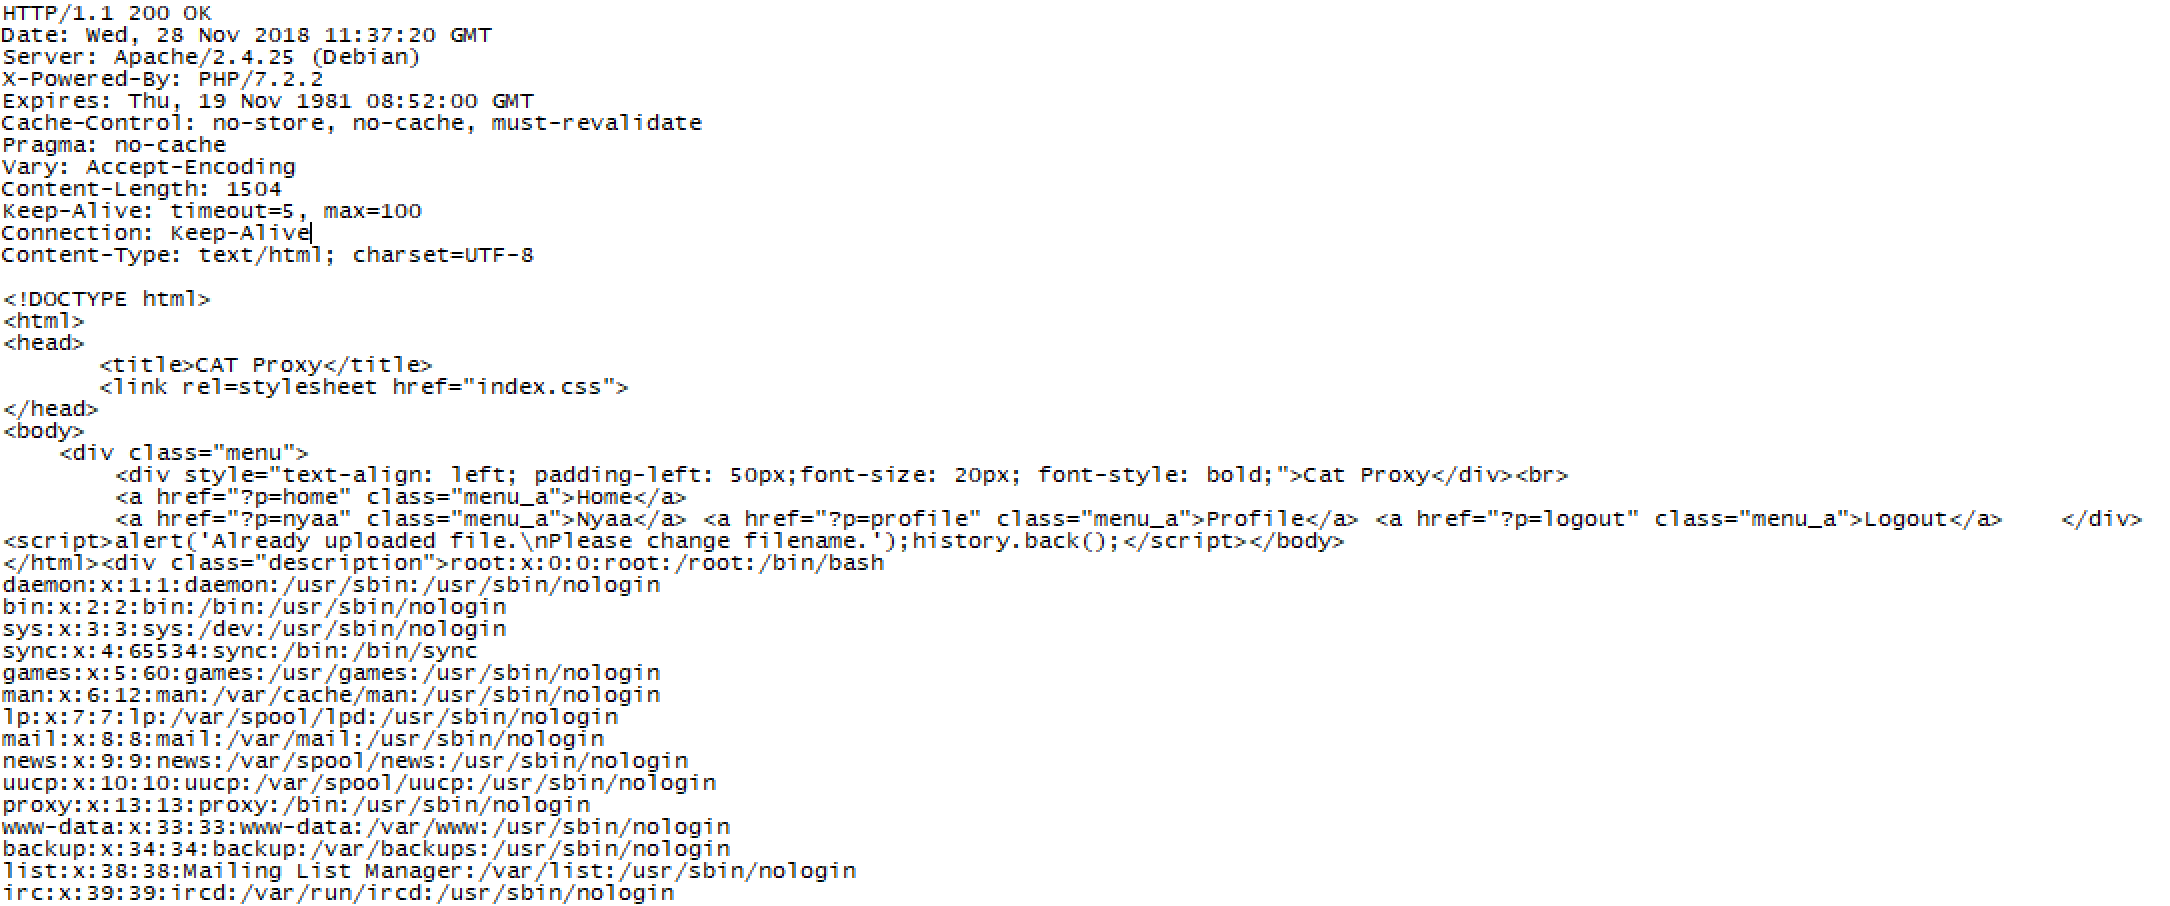 HTTP/1.1 200 OK
Date: Wed, 28 Nov 2018 11:37:20 GMT
Server: Apache/2.4.25 (Debian)
X-Powered-By: PHP/7.2.2
Expires: Thu, 19 Nov 1981 08:52:00 GMT
Cache-Control: no-store, no-cache, must-revalidate
Pragma: no-cache
Vary: Accept-Encoding
Content-Length: 1504
Keep-Alive: timeout=5, max=100
Connection: Keep-Alive
Content-Type: text/html; charset=UTF-8

<!DOCTYPE html>
<html>
<head>
       <title>CAT Proxy</title>
       <link rel=stylesheet href="index.css">
</head>
<body>
    <div class="menu">
        <div style="text-align: left; padding-left: 50px;font-size: 20px; font-style: bold;">Cat Proxy</div><br>
        <a href="?p=home" class="menu_a">Home</a>
        <a href="?p=nyaa" class="menu_a">Nyaa</a> <a href="?p=profile" class="menu_a">Profile</a> <a href="?p=logout" class="menu_a">Logout</a>    </div>
<script>alert('Already uploaded file.\nPlease change filename.');history.back();</script></body>
</html><div class="description">root:x:0:0:root:/root:/bin/bash
daemon:x:1:1:daemon:/usr/sbin:/usr/sbin/nologin
bin:x:2:2:bin:/bin:/usr/sbin/nologin
sys:x:3:3:sys:/dev:/usr/sbin/nologin
sync:x:4:65534:sync:/bin:/bin/sync
games:x:5:60:games:/usr/games:/usr/sbin/nologin
man:x:6:12:man:/var/cache/man:/usr/sbin/nologin
lp:x:7:7:lp:/var/spool/lpd:/usr/sbin/nologin
mail:x:8:8:mail:/var/mail:/usr/sbin/nologin
news:x:9:9:news:/var/spool/news:/usr/sbin/nologin
uucp:x:10:10:uucp:/var/spool/uucp:/usr/sbin/nologin
proxy:x:13:13:proxy:/bin:/usr/sbin/nologin
www-data:x:33:33:www-data:/var/www:/usr/sbin/nologin
backup:x:34:34:backup:/var/backups:/usr/sbin/nologin
list:x:38:38:Mailing List Manager:/var/list:/usr/sbin/nologin
irc:x:39:39:ircd:/var/run/ircd:/usr/sbin/nologin